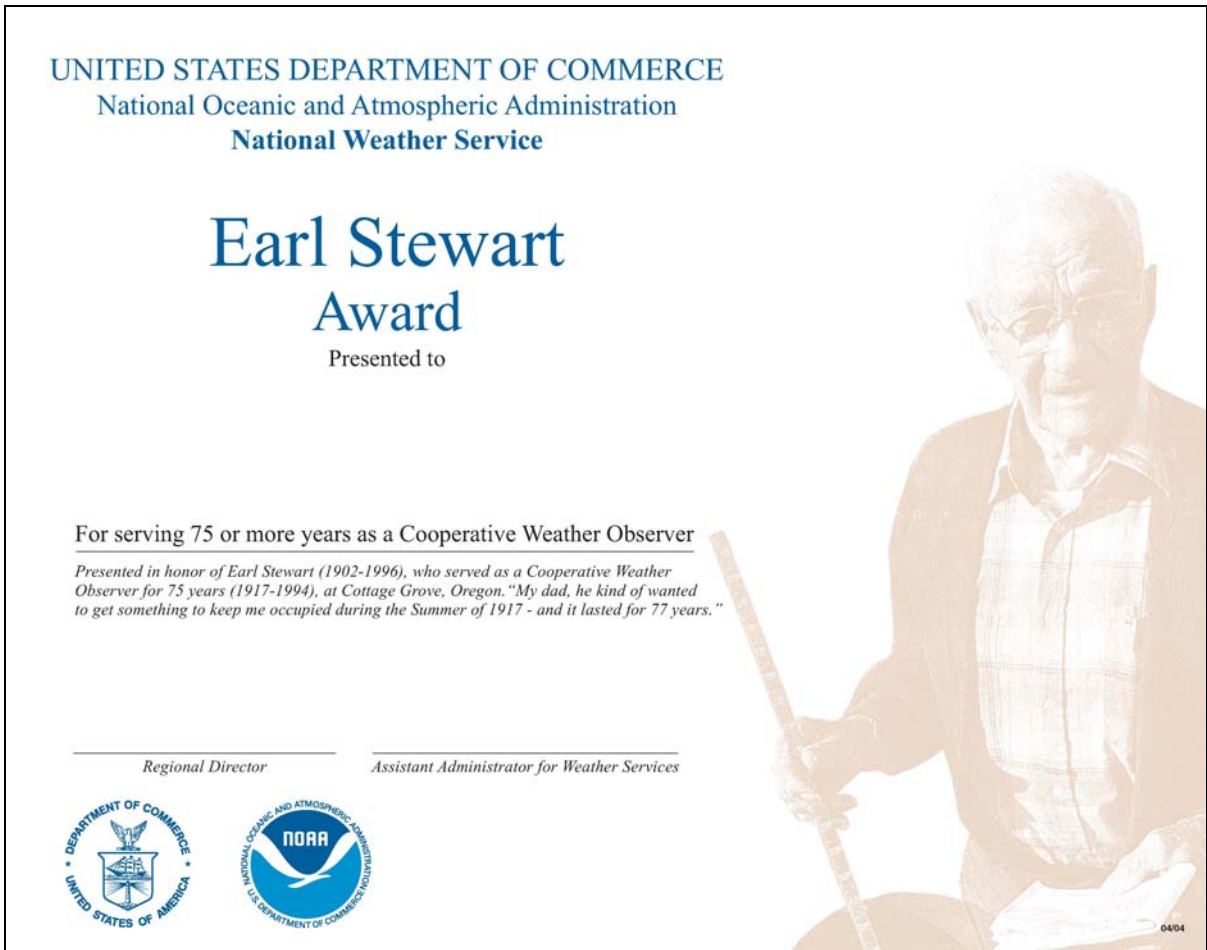 UNITED STATES DEPARTMENT OF COMMERCE
National Oceanic and Atmospheric Administration
National Weather Service
Earl Stewart
Award
Presented to
For serving 75 or more years as a Cooperative Weather Observer
Presented in honor of Earl Stewart (1902-1996), who served as a Cooperative Weather
Observer for 75 years (1917-1994), at Cottage Grove, Oregon. “My dad, he kind of wanted
to get something to keep me occupied during the Summer of 1917 - and it lasted for 77 years.”
Regional Director
Assistant Administrator for Weather Services
DEPARTMENT OF COMMERCE
UNITED STATES OF AMERICA
NATIONAL OCEANIC AND ATMOSPHERIC ADMINISTRATION
NOAA
U.S. DEPARTMENT OF COMMERCE
04/04